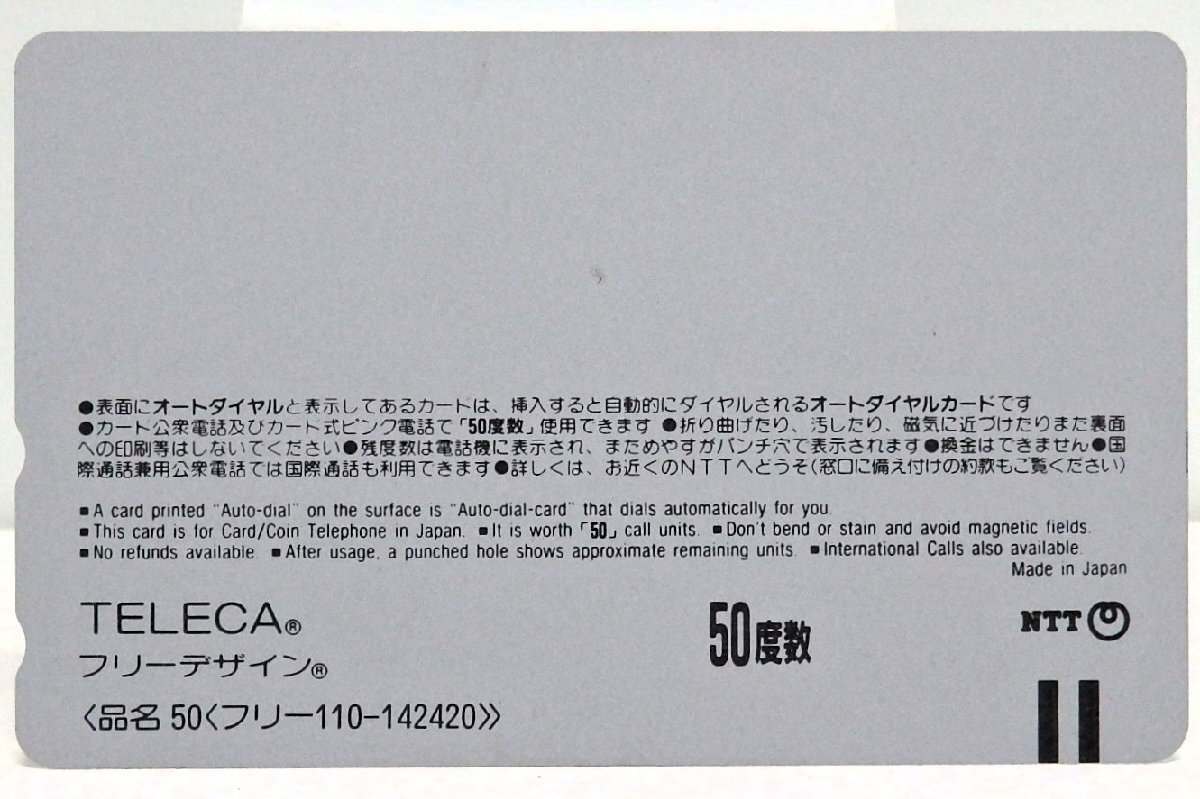 ●表面にオートダイヤルと表示してあるカードは、挿入すると自動的にダイヤルされるオートダイヤルカードです
●カード公衆電話及びカード式ピンク電話で「50度数」使用できます ●折り曲げたり、汚したり、磁気に近づけたりまた裏面
への印刷等はしないでください●残度数は電話機に表示され、まためやすがパンチ穴で表示されます●換金はできません●国
際通話兼用公衆電話では国際通話も利用できます●詳しくは、お近くのNTTへどうぞ(窓口に備え付けの約款もご覧ください)
■A card printed "Auto-dial" on the surface is "Auto-dial-card" that dials automatically for you.
■This card is for Card/Coin Telephone in Japan. ■It is worth「50」call units. ■Don't bend or stain and avoid magnetic fields.
■No refunds available. ■After usage, a punched hole shows approximate remaining units. ■International Calls also available.
Made in Japan
TELECA®
フリーデザイン®
50度数
NTT
〈品名 50〈フリー110-142420〉〉